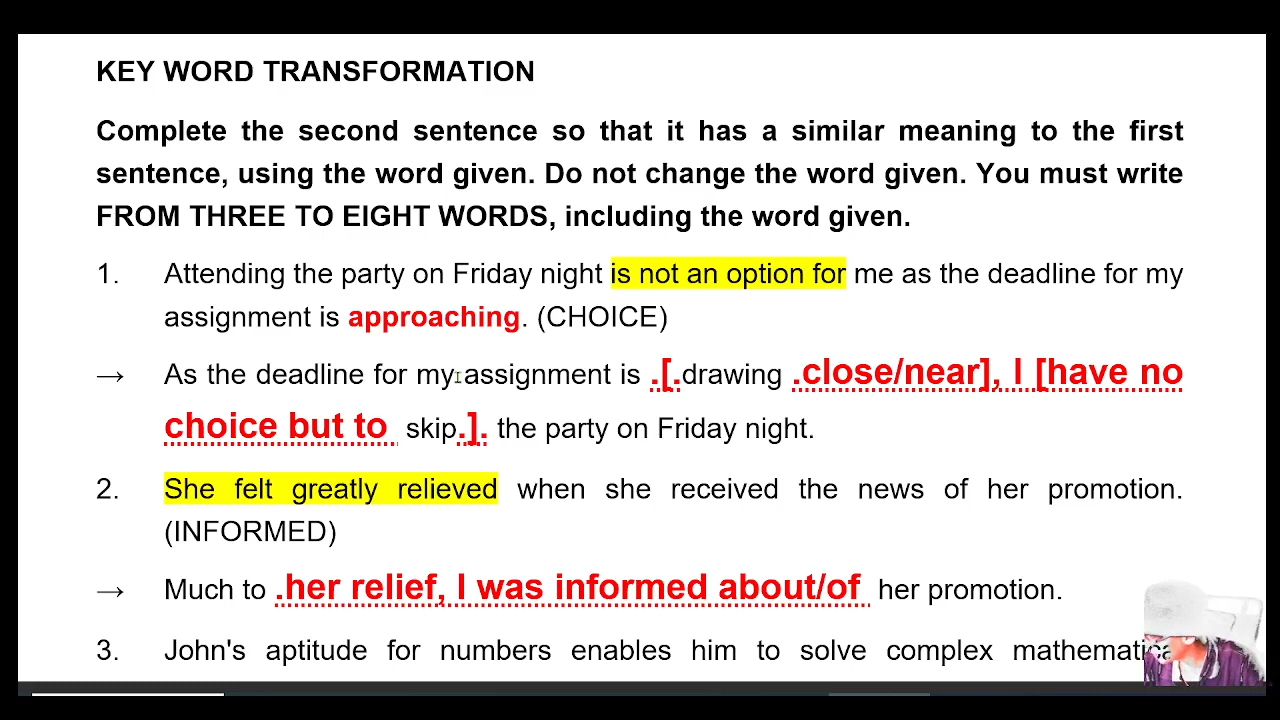 KEY WORD TRANSFORMATION
Complete the second sentence so that it has a similar meaning to the first
sentence, using the word given. Do not change the word given. You must write
FROM THREE TO EIGHT WORDS, including the word given.
1. Attending the party on Friday night is not an option for me as the deadline for my
assignment is approaching. (CHOICE)
→ As the deadline for my assignment is .[.drawing .close/near], I [have no
choice but to skip.]. the party on Friday night.
2. She felt greatly relieved when she received the news of her promotion.
(INFORMED)
→ Much to .her relief, I was informed about/of her promotion.
3. John's aptitude for numbers enables him to solve complex